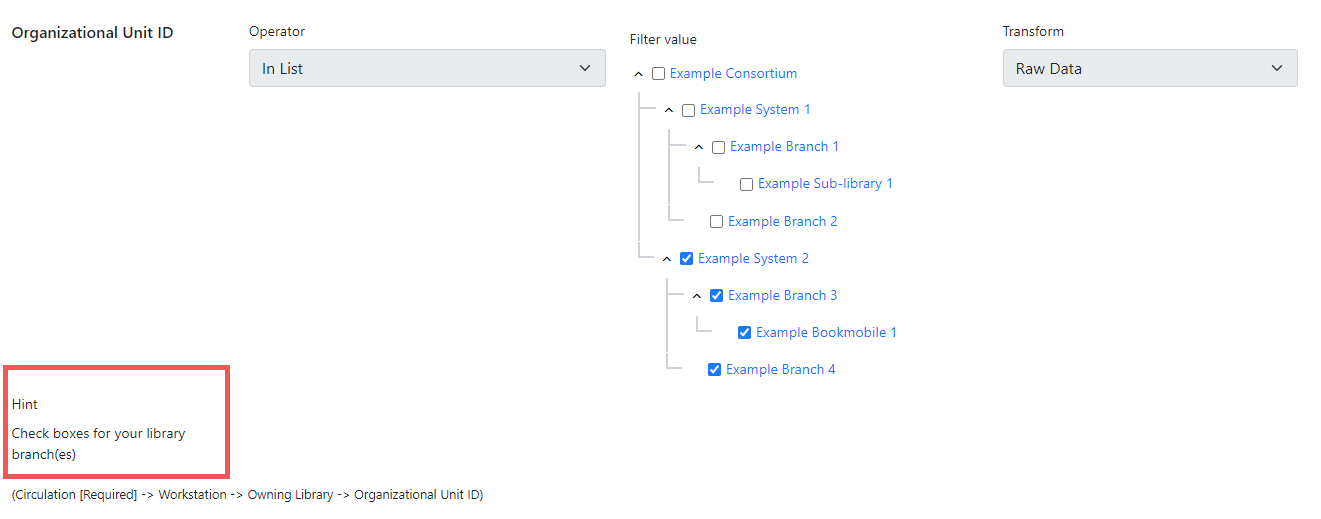 Organizational Unit ID
Operator
In List
Filter value
Example Consortium
Example System 1
Example Branch 1
Example Sub-library 1
Example Branch 2
Example System 2
Example Branch 3
Example Bookmobile 1
Example Branch 4
Transform
Raw Data
Hint
Check boxes for your library
branch(es)
(Circulation [Required] -> Workstation -> Owning Library -> Organizational Unit ID)